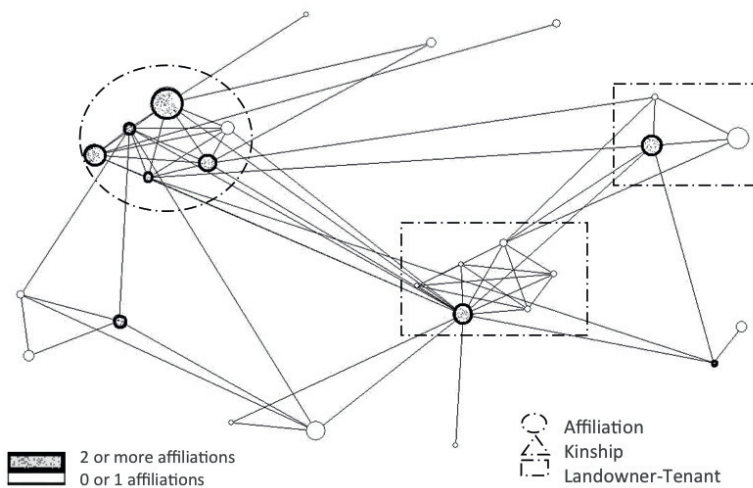 2 or more affiliations
0 or 1 affiliations
Affiliation
Kinship
Landowner-Tenant